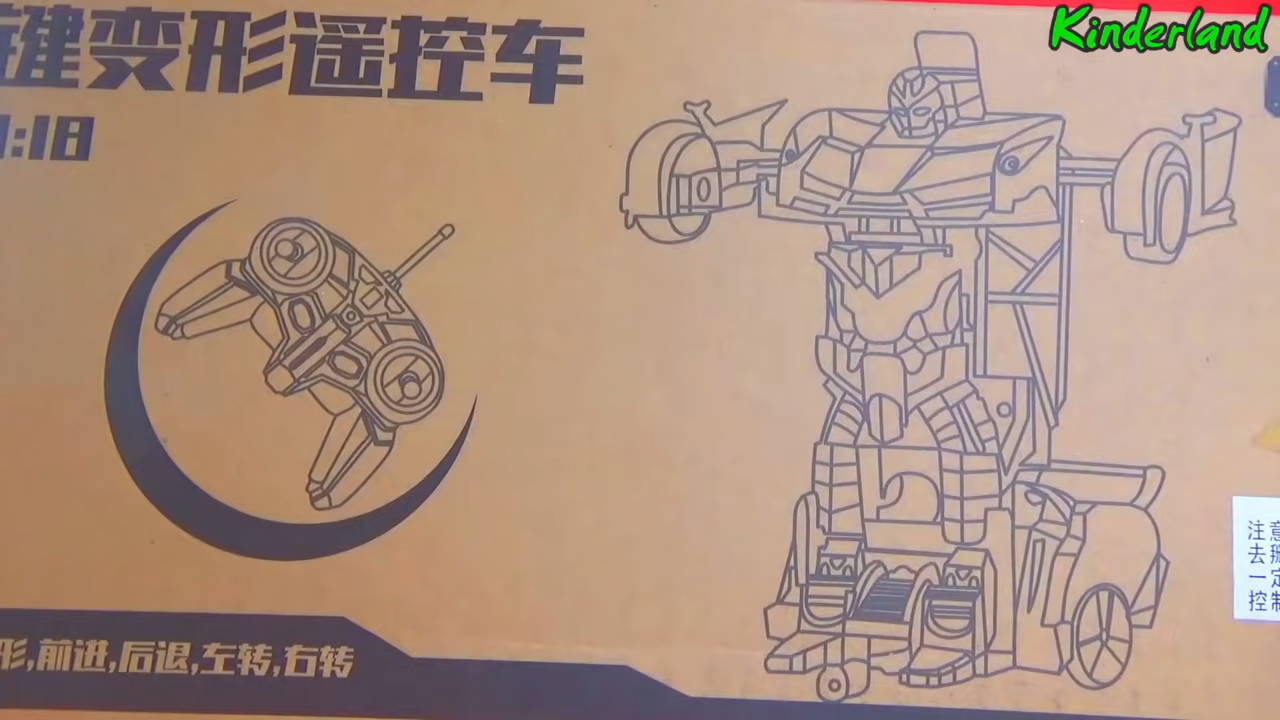 Kinderland
键变形遥控车
1:18
形,前进,后退,左转,右转
注意
去掰
一定
控制